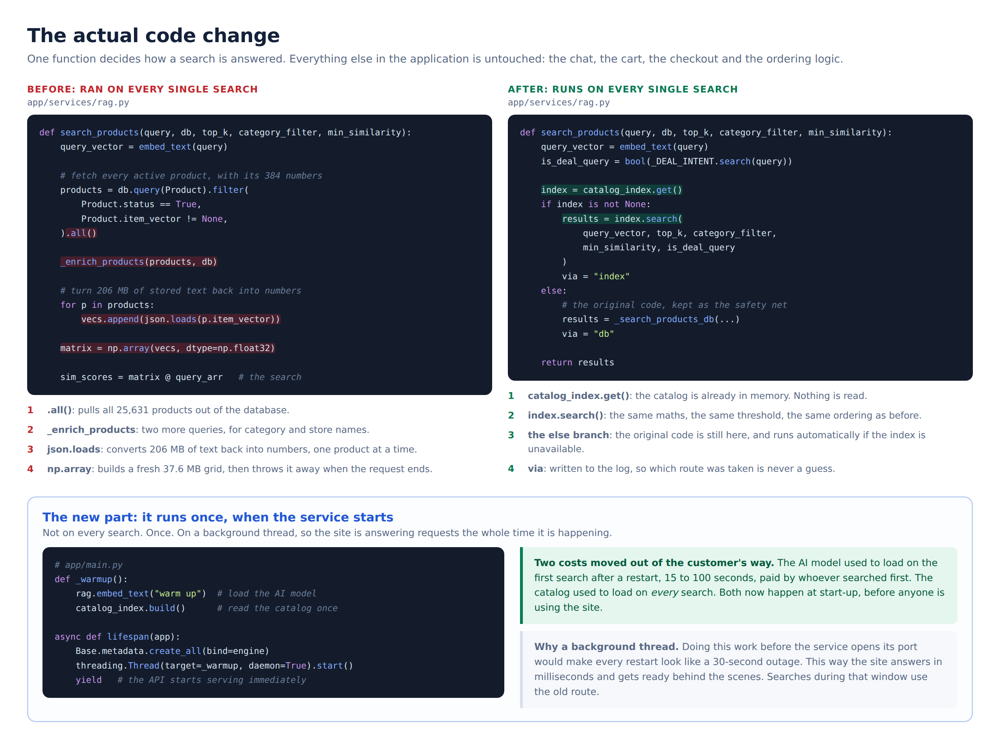 The actual code change
One function decides how a search is answered. Everything else in the application is untouched: the chat, the cart, the checkout and the ordering logic.
BEFORE: RAN ON EVERY SINGLE SEARCH
app/services/rag.py
def search_products(query, db, top_k, category_filter, min_similarity):
    query_vector = embed_text(query)

    # fetch every active product, with its 384 numbers
    products = db.query(Product).filter(
        Product.status == True,
        Product.item_vector != None,
    ).all()

    _enrich_products(products, db)

    # turn 206 MB of stored text back into numbers
    for p in products:
        vecs.append(json.loads(p.item_vector))

    matrix = np.array(vecs, dtype=np.float32)

    sim_scores = matrix @ query_arr   # the search
1 .all(): pulls all 25,631 products out of the database.
2 _enrich_products: two more queries, for category and store names.
3 json.loads: converts 206 MB of text back into numbers, one product at a time.
4 np.array: builds a fresh 37.6 MB grid, then throws it away when the request ends.
AFTER: RUNS ON EVERY SINGLE SEARCH
app/services/rag.py
def search_products(query, db, top_k, category_filter, min_similarity):
    query_vector = embed_text(query)
    is_deal_query = bool(_DEAL_INTENT.search(query))

    index = catalog_index.get()
    if index is not None:
        results = index.search(
            query_vector, top_k, category_filter,
            min_similarity, is_deal_query
        )
        via = "index"
    else:
        # the original code, kept as the safety net
        results = _search_products_db(...)
        via = "db"

    return results
1 catalog_index.get(): the catalog is already in memory. Nothing is read.
2 index.search(): the same maths, the same threshold, the same ordering as before.
3 the else branch: the original code is still here, and runs automatically if the index is
unavailable.
4 via: written to the log, so which route was taken is never a guess.
The new part: it runs once, when the service starts
Not on every search. Once. On a background thread, so the site is answering requests the whole time it is happening.
# app/main.py
def _warmup():
    rag.embed_text("warm up")  # load the AI model
    catalog_index.build()      # read the catalog once

async def lifespan(app):
    Base.metadata.create_all(bind=engine)
    threading.Thread(target=_warmup, daemon=True).start()
    yield   # the API starts serving immediately
Two costs moved out of the customer's way. The AI model used to load on the
first search after a restart, 15 to 100 seconds, paid by whoever searched first. The
catalog used to load on every search. Both now happen at start-up, before anyone is
using the site.
Why a background thread. Doing this work before the service opens its port
would make every restart look like a 30-second outage. This way the site answers in
milliseconds and gets ready behind the scenes. Searches during that window use
the old route.